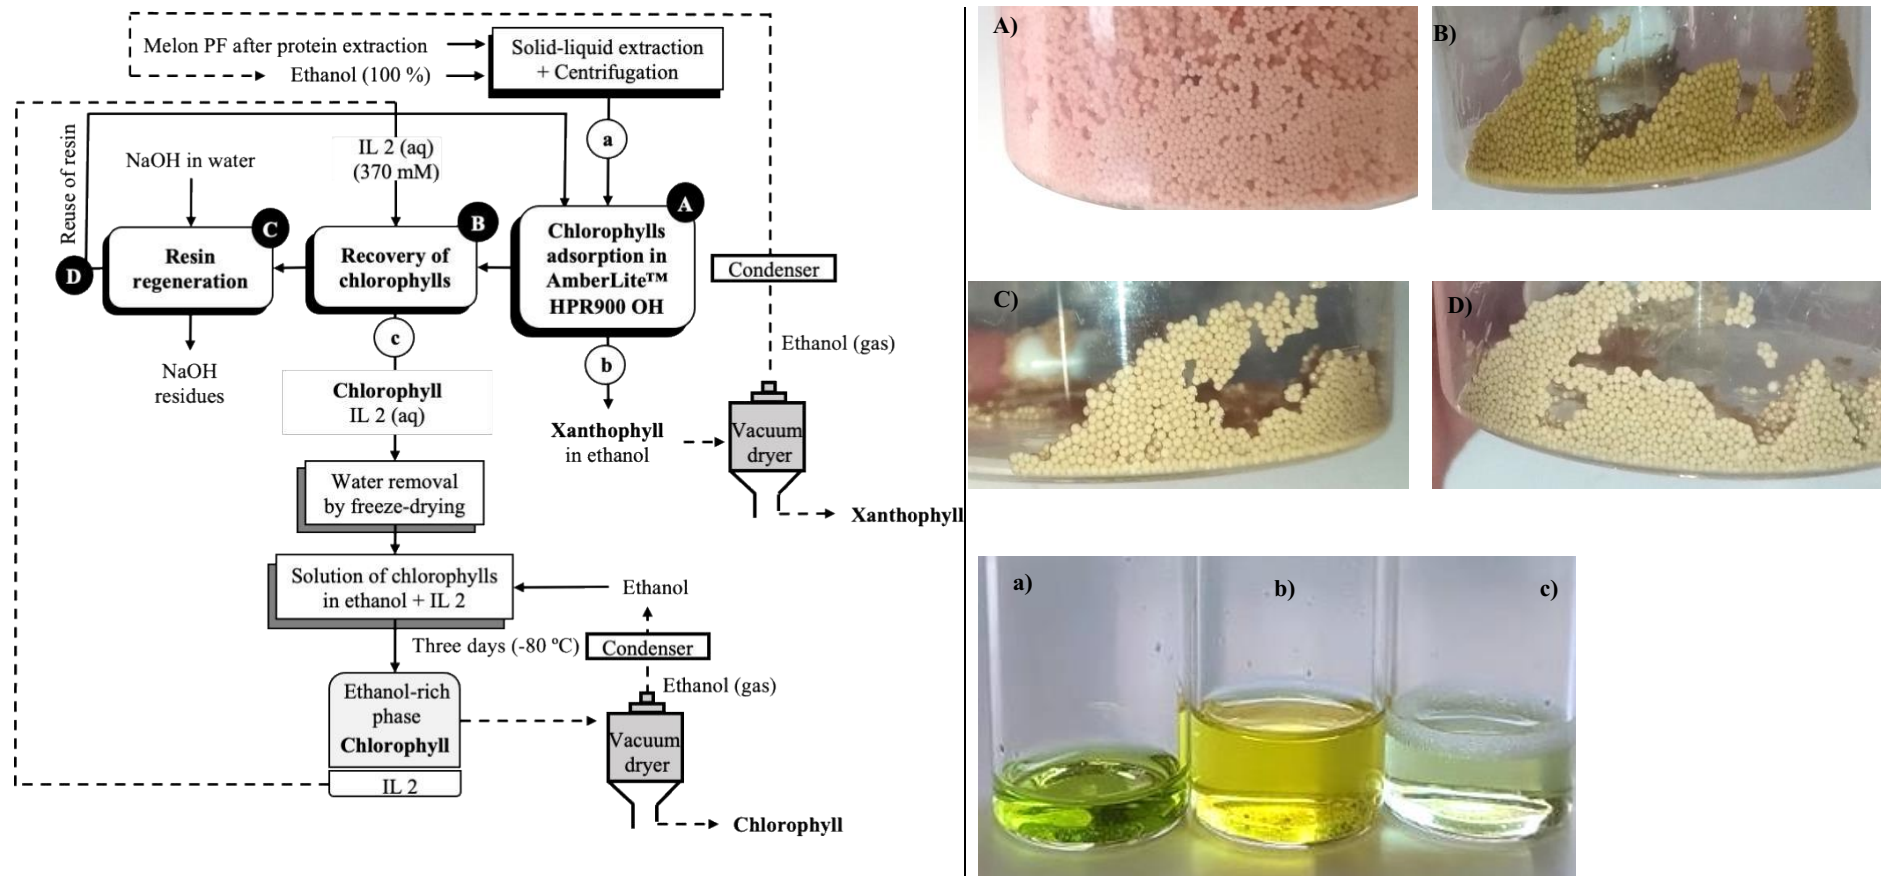 Melon PF after protein extraction
Ethanol (100 %)
Solid-liquid extraction
+ Centrifugation
a
Reuse of resin
NaOH in water
IL 2 (aq)
(370 mM)
A
B
C
D
Resin
regeneration
Recovery of
chlorophylls
Chlorophylls
adsorption in
AmberLite™
HPR900 OH
Condenser
NaOH
residues
c
b
Ethanol (gas)
Chlorophyll
IL 2 (aq)
Xanthophyll
in ethanol
Vacuum
dryer
Xanthophyll
Water removal
by freeze-drying
Solution of chlorophylls
in ethanol + IL 2
Ethanol
Three days (-80 ºC)
Condenser
Ethanol (gas)
Ethanol-rich
phase
Chlorophyll
IL 2
Vacuum
dryer
Chlorophyll
A)
B)
C)
D)
a)
b)
c)